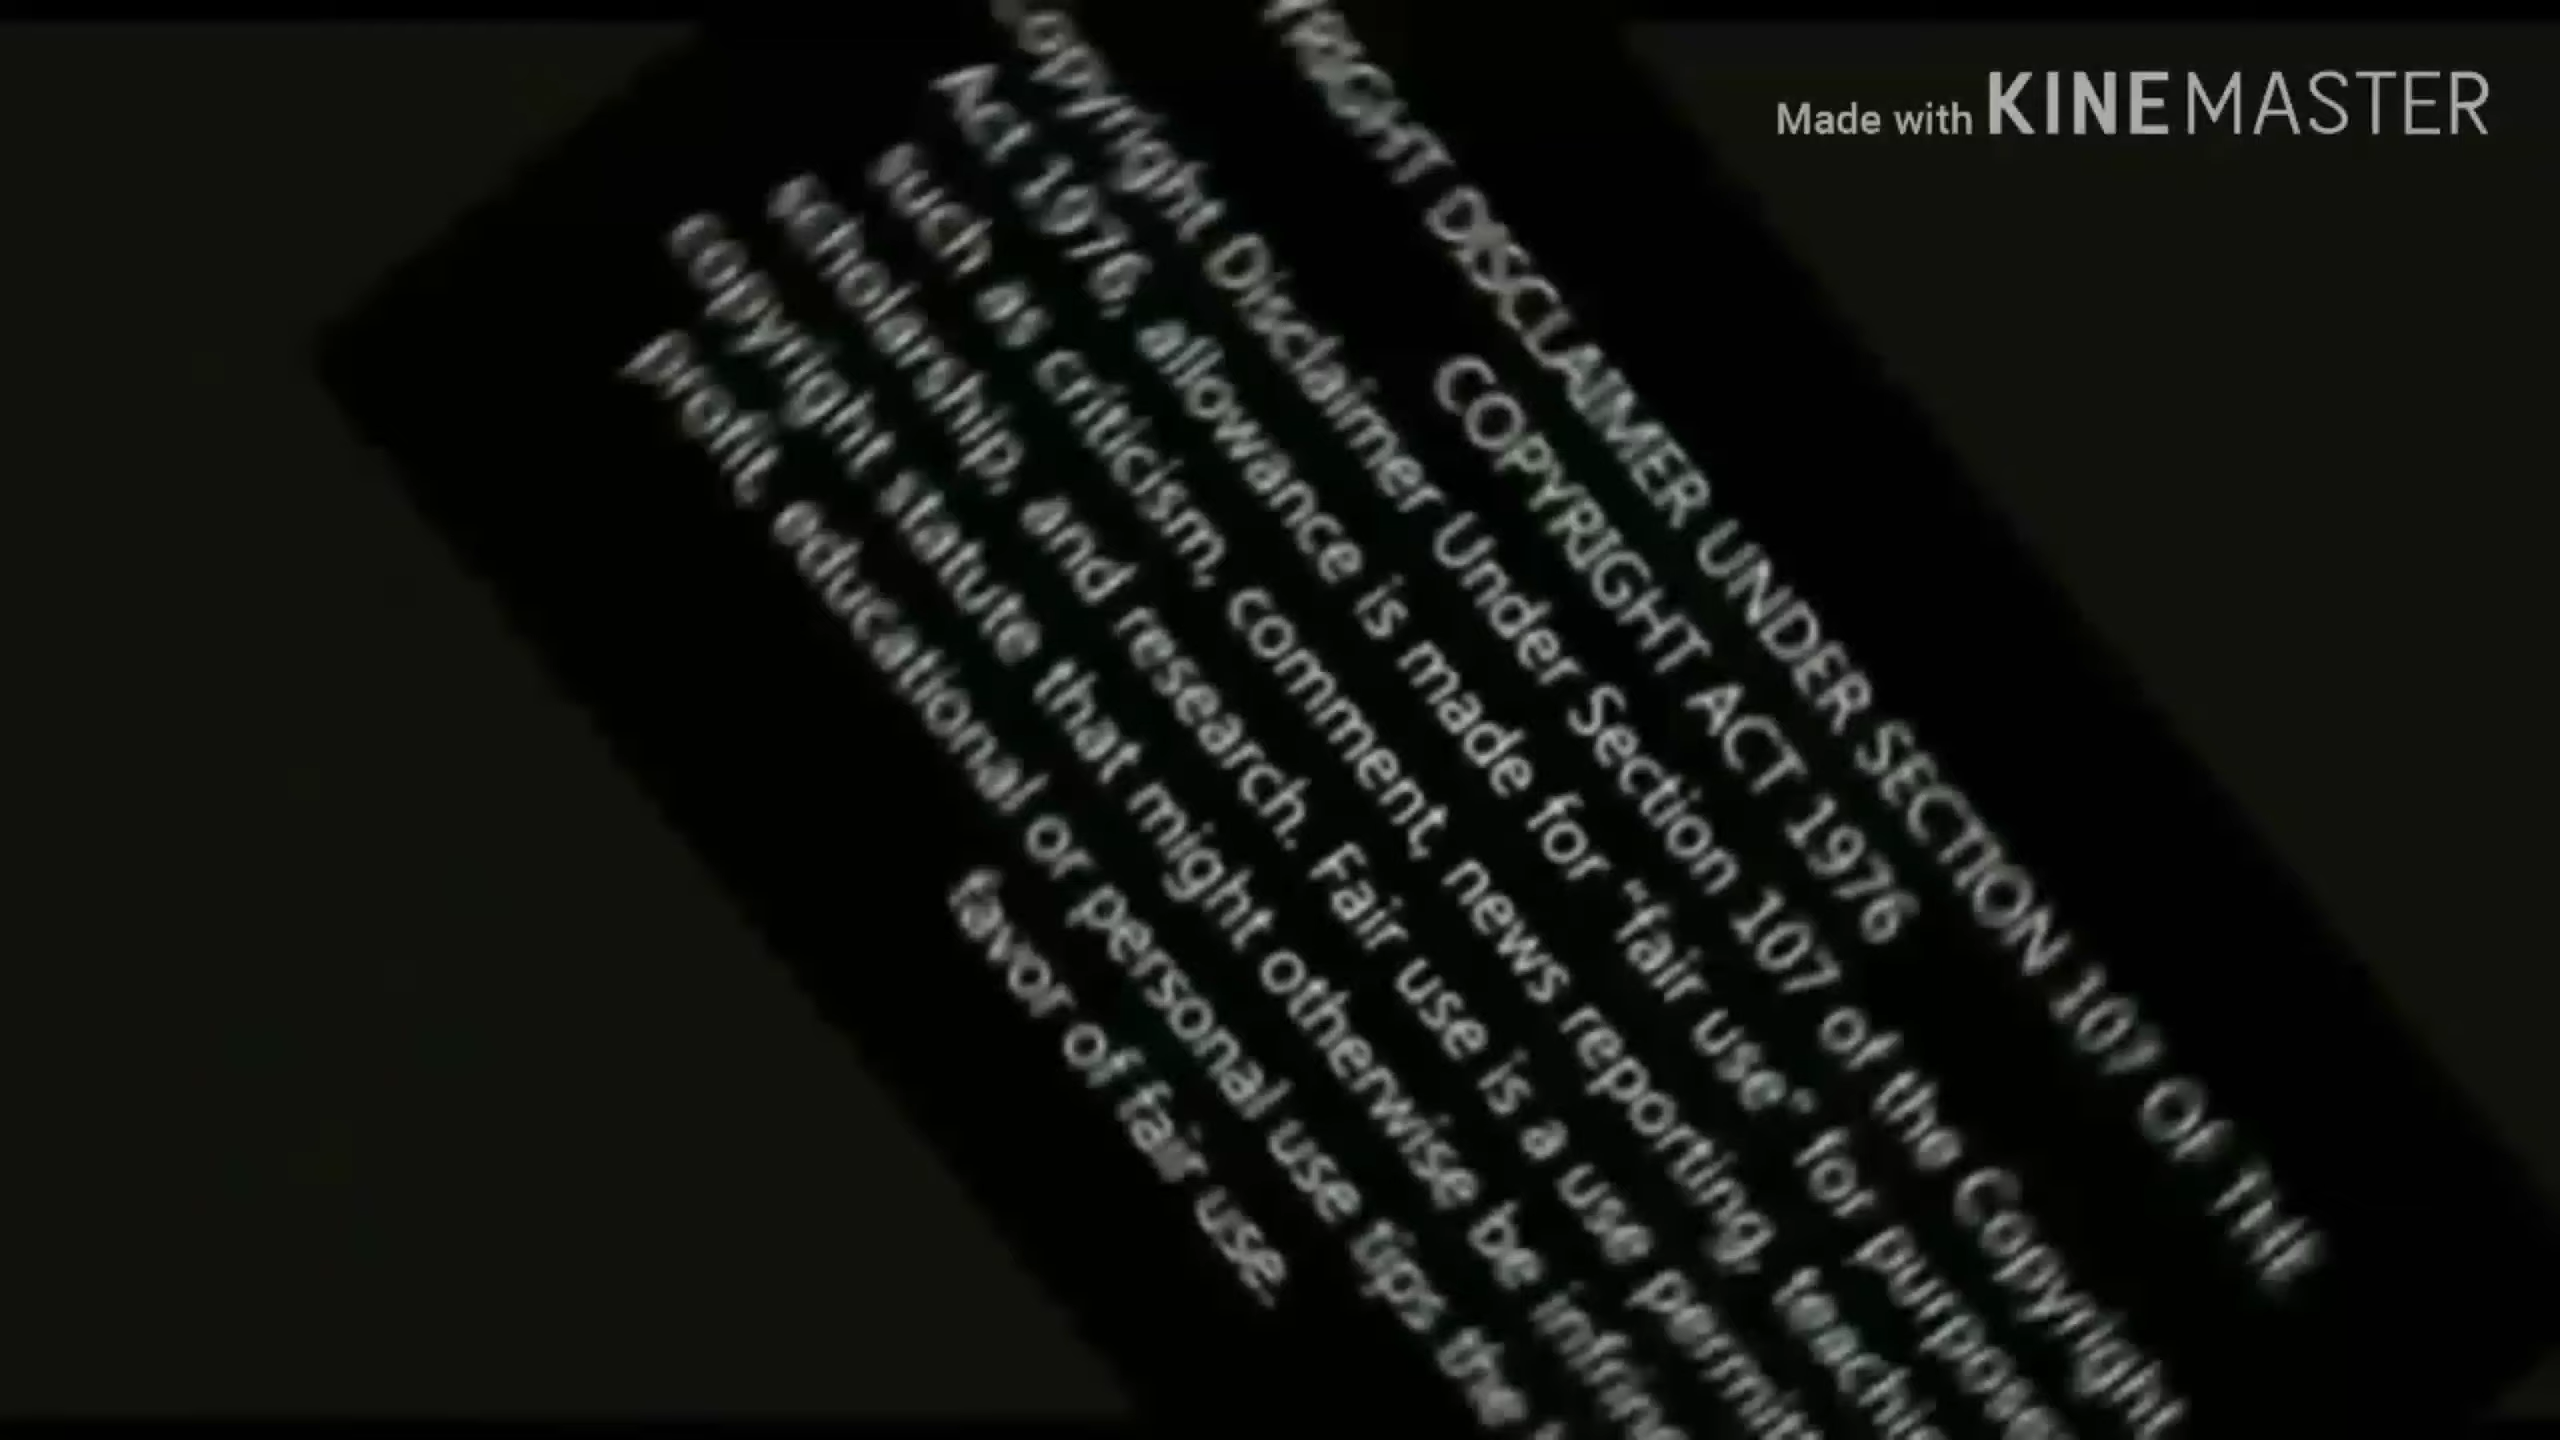 Made with KINEMASTER
DISCLAIMER UNDER SECTION 107 OF THE
COPYRIGHT ACT 1976
Copyright Disclaimer Under Section 107 of the Copyright
Act 1976, allowance is made for “fair use” for purposes
such as criticism, comment, news reporting, teachi
scholarship, and research. Fair use is a use permit
copyright statute that might otherwise be infring
profit, educational or personal use tips the
favor of fair use.